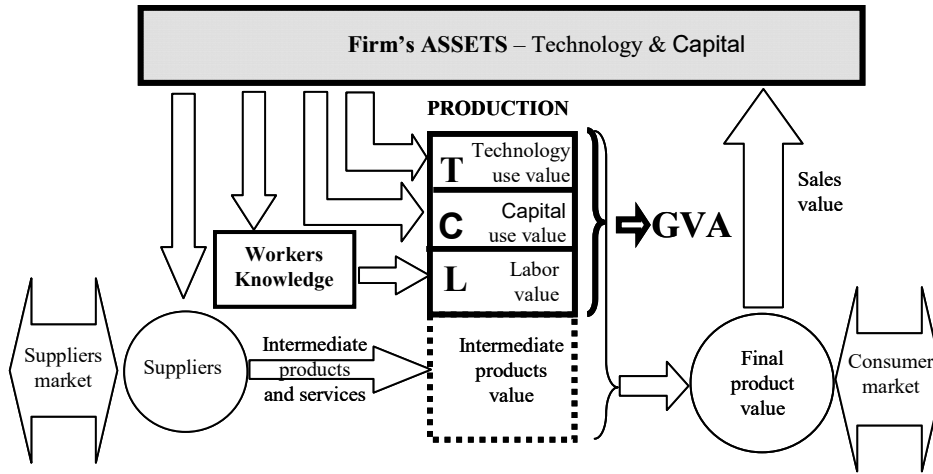 Firm's ASSETS – Technology & Capital
PRODUCTION
T
Technology
use value
C
Capital
use value
L
Labor
value
GVA
Sales
value
Workers
Knowledge
Suppliers
market
Suppliers
Intermediate
products
and services
Intermediate
products
value
Final
product
value
Consumer
market